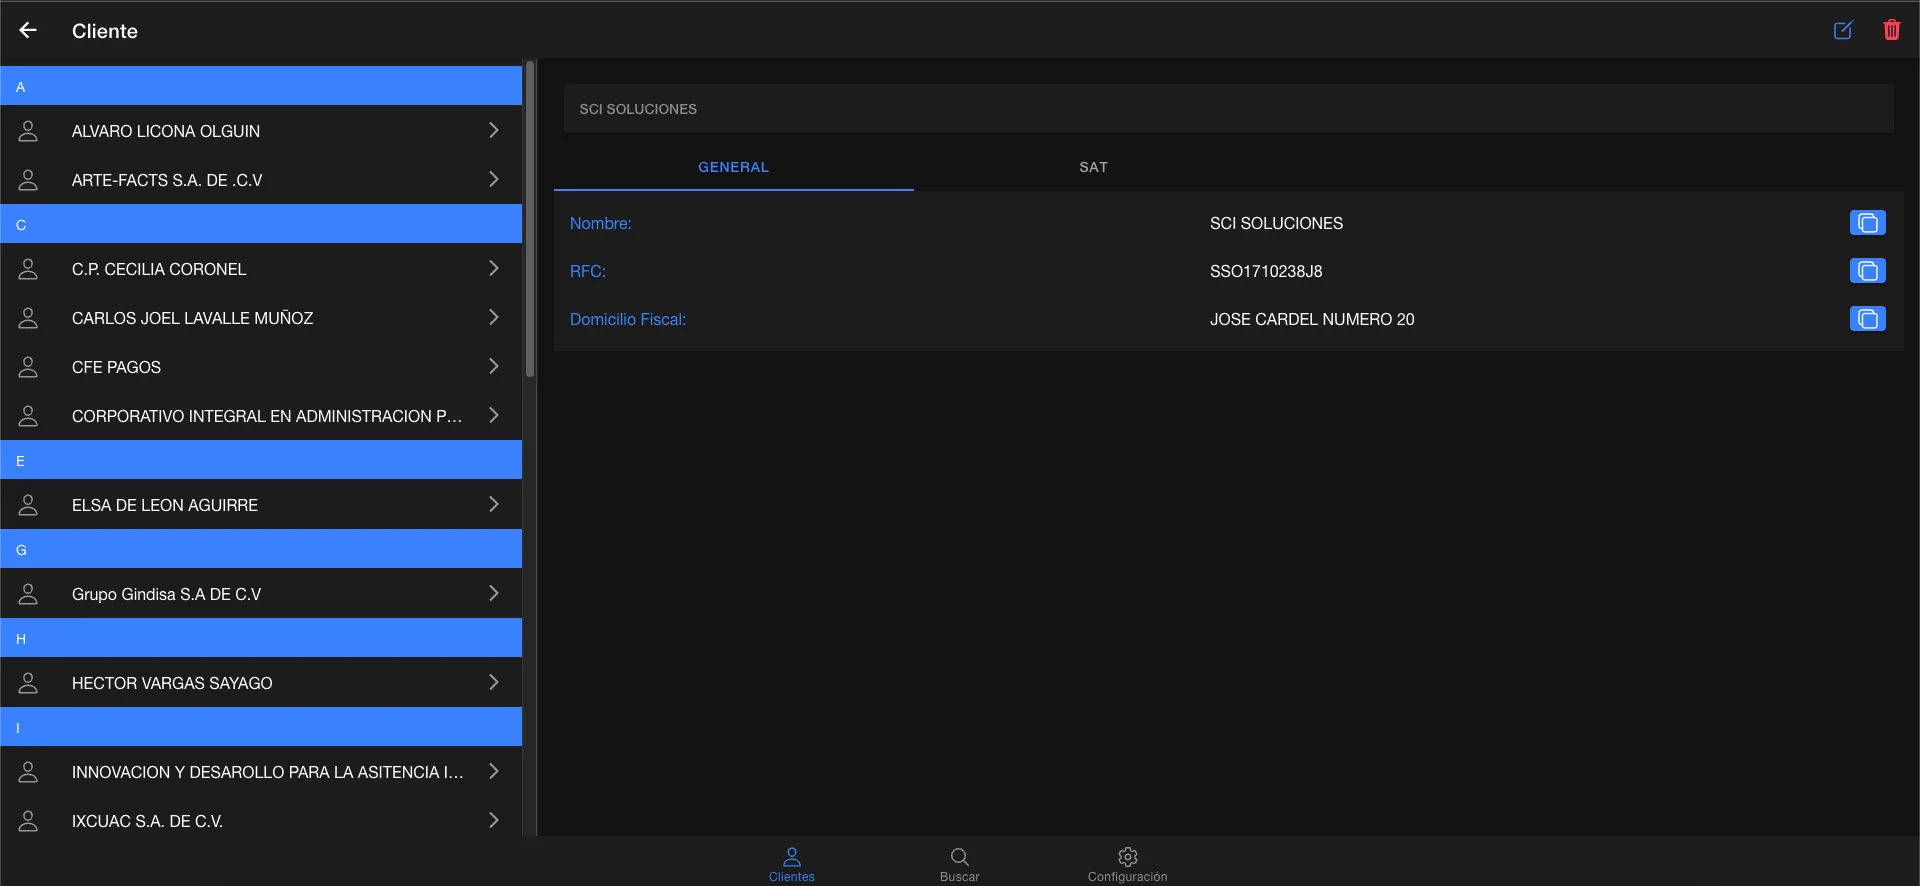 Cliente
A
ALVARO LICONA OLGUIN
ARTE-FACTS S.A. DE .C.V
C
C.P. CECILIA CORONEL
CARLOS JOEL LAVALLE MUÑOZ
CFE PAGOS
CORPORATIVO INTEGRAL EN ADMINISTRACION P…
E
ELSA DE LEON AGUIRRE
G
Grupo Gindisa S.A DE C.V
H
HECTOR VARGAS SAYAGO
I
INNOVACION Y DESAROLLO PARA LA ASITENCIA I…
IXCUAC S.A. DE C.V.
SCI SOLUCIONES
GENERAL SAT
Nombre: SCI SOLUCIONES
RFC: SSO1710238J8
Domicilio Fiscal: JOSE CARDEL NUMERO 20
Clientes Buscar Configuración